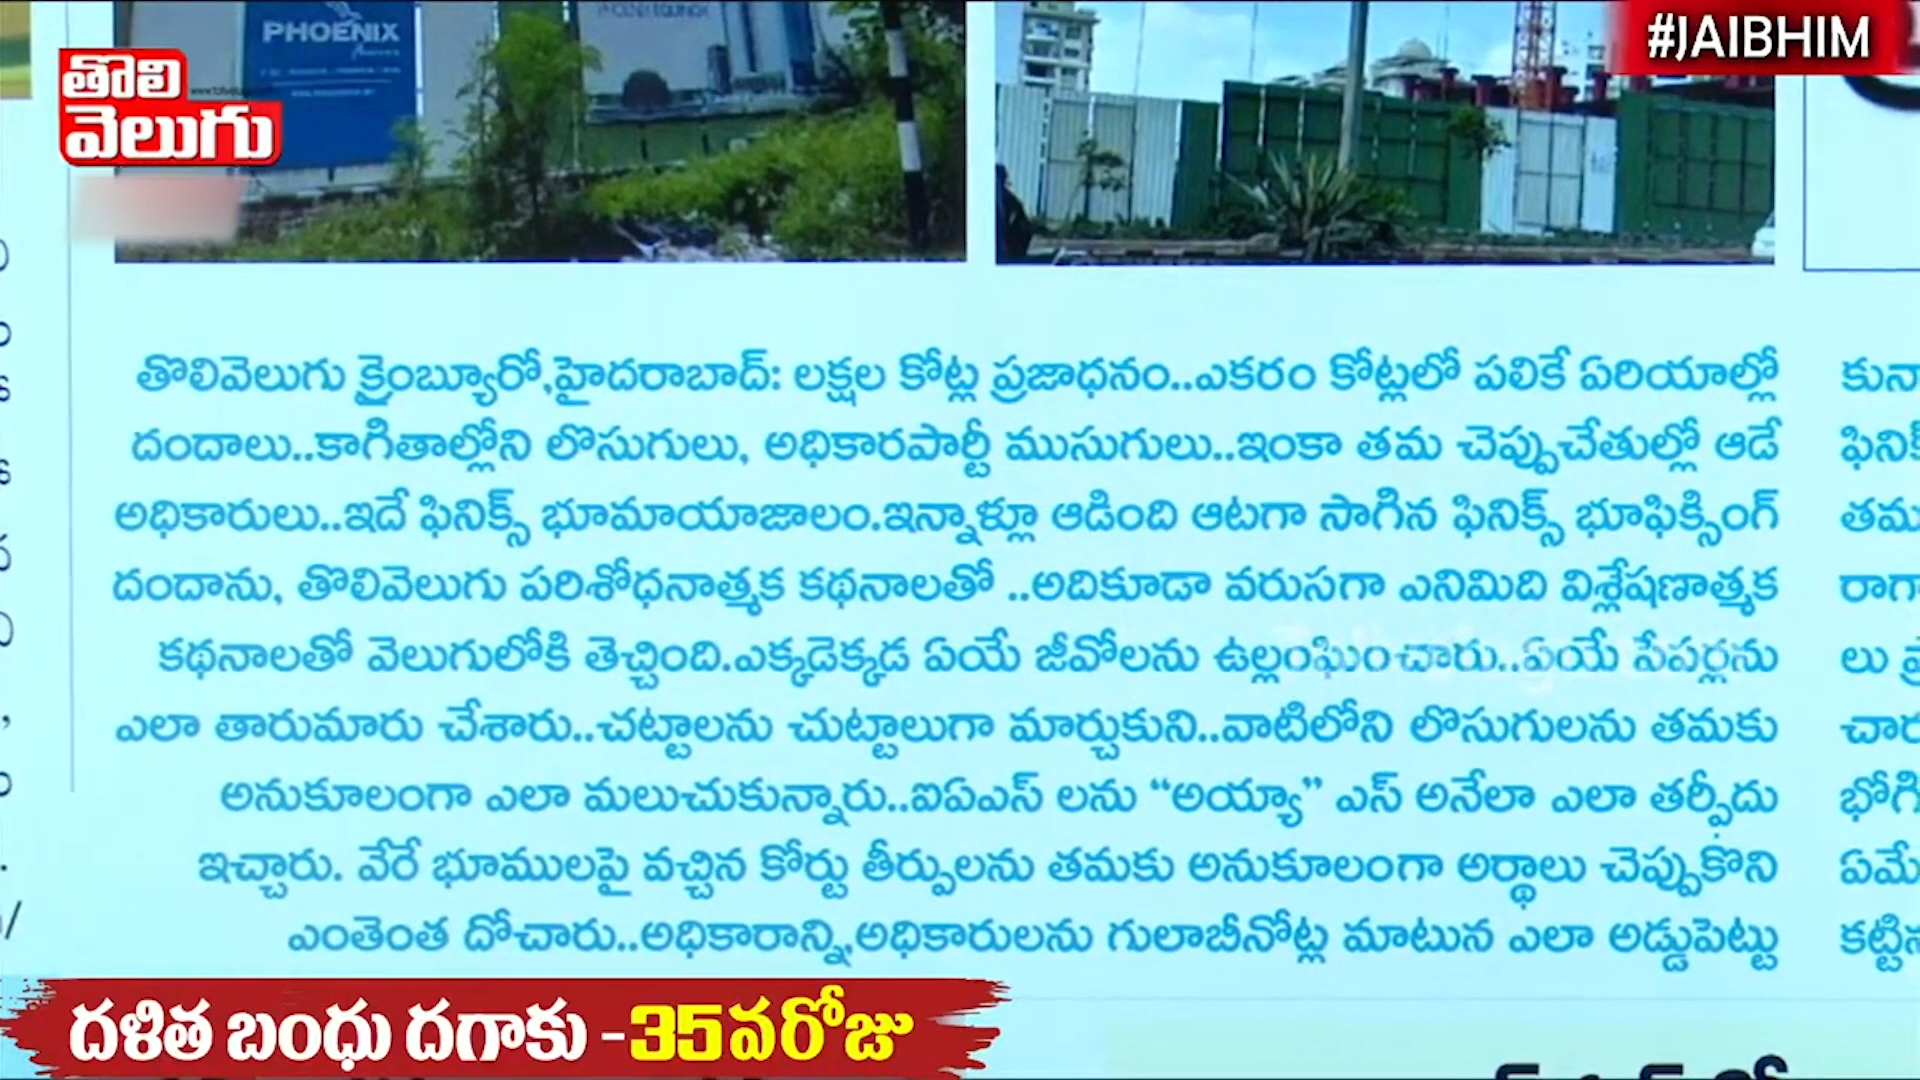 PHOENIX
#JAIBHIM
తొలి
వెలుగు
తొలివెలుగు క్రైంబ్యూరో,హైదరాబాద్: లక్షల కోట్ల ప్రజాధనం..ఎకరం కోట్లలో పలికే ఏరియాల్లో
దందాలు..కాగితాల్లోని లొసుగులు, అధికారపార్టీ ముసుగులు..ఇంకా తమ చెప్పుచేతుల్లో ఆడే
అధికారులు..ఇదే ఫినిక్స్ భూమాయాజాలం.ఇన్నాళ్లూ ఆడింది ఆటగా సాగిన ఫినిక్స్ భూఫిక్సింగ్
దందాను, తొలివెలుగు పరిశోధనాత్మక కథనాలతో ..అదికూడా వరుసగా ఎనిమిది విశ్లేషణాత్మక
కథనాలతో వెలుగులోకి తెచ్చింది.ఎక్కడెక్కడ ఏయే జీవోలను ఉల్లంఘించారు..ఏయే పేపర్లను
ఎలా తారుమారు చేశారు..చట్టాలను చుట్టాలుగా మార్చుకుని..వాటిలోని లొసుగులను తమకు
అనుకూలంగా ఎలా మలుచుకున్నారు..ఐఏఎస్ లను “అయ్యా” ఎస్ అనేలా ఎలా తర్ఫీదు
ఇచ్చారు. వేరే భూములపై వచ్చిన కోర్టు తీర్పులను తమకు అనుకూలంగా అర్థాలు చెప్పుకొని
ఎంతెంత దోచారు..అధికారాన్ని,అధికారులను గులాబీనోట్ల మాటున ఎలా అడ్డుపెట్టు
దళిత బంధు దగాకు -35వరోజు